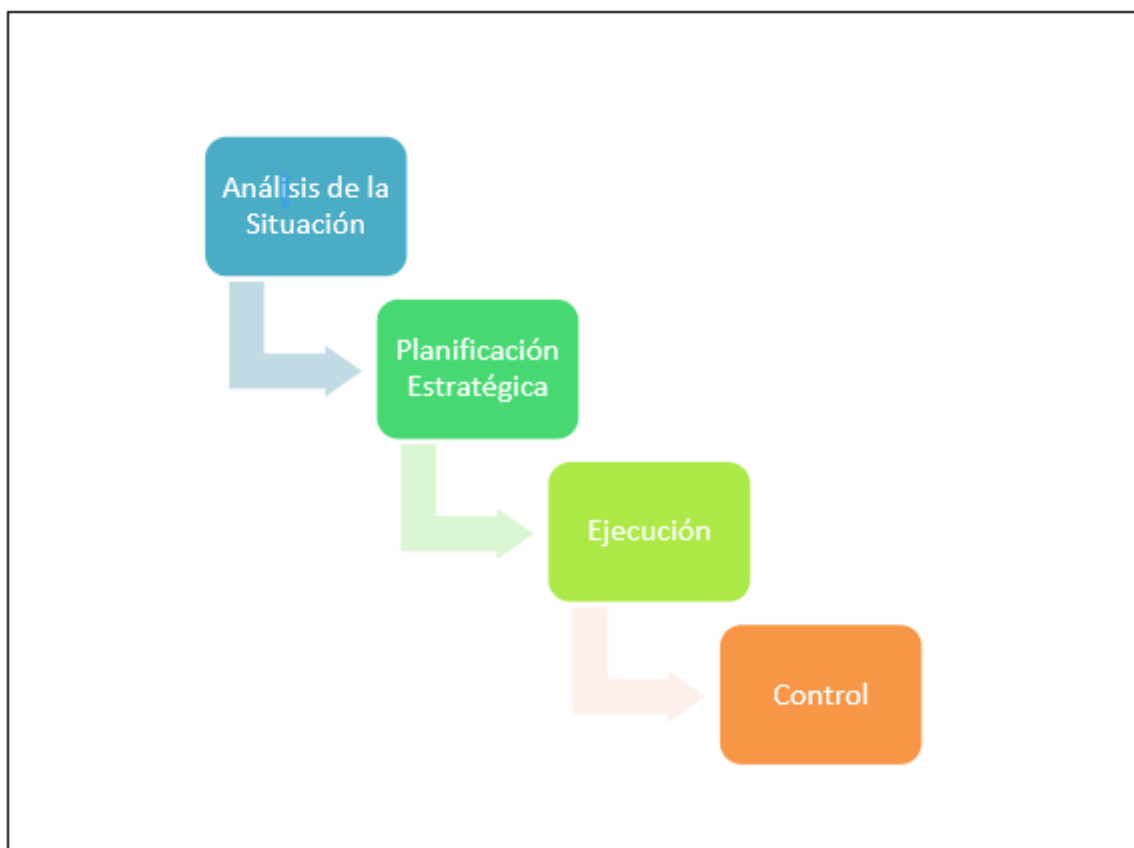 Análisis de la
Situación
Planificación
Estratégica
Ejecución
Control